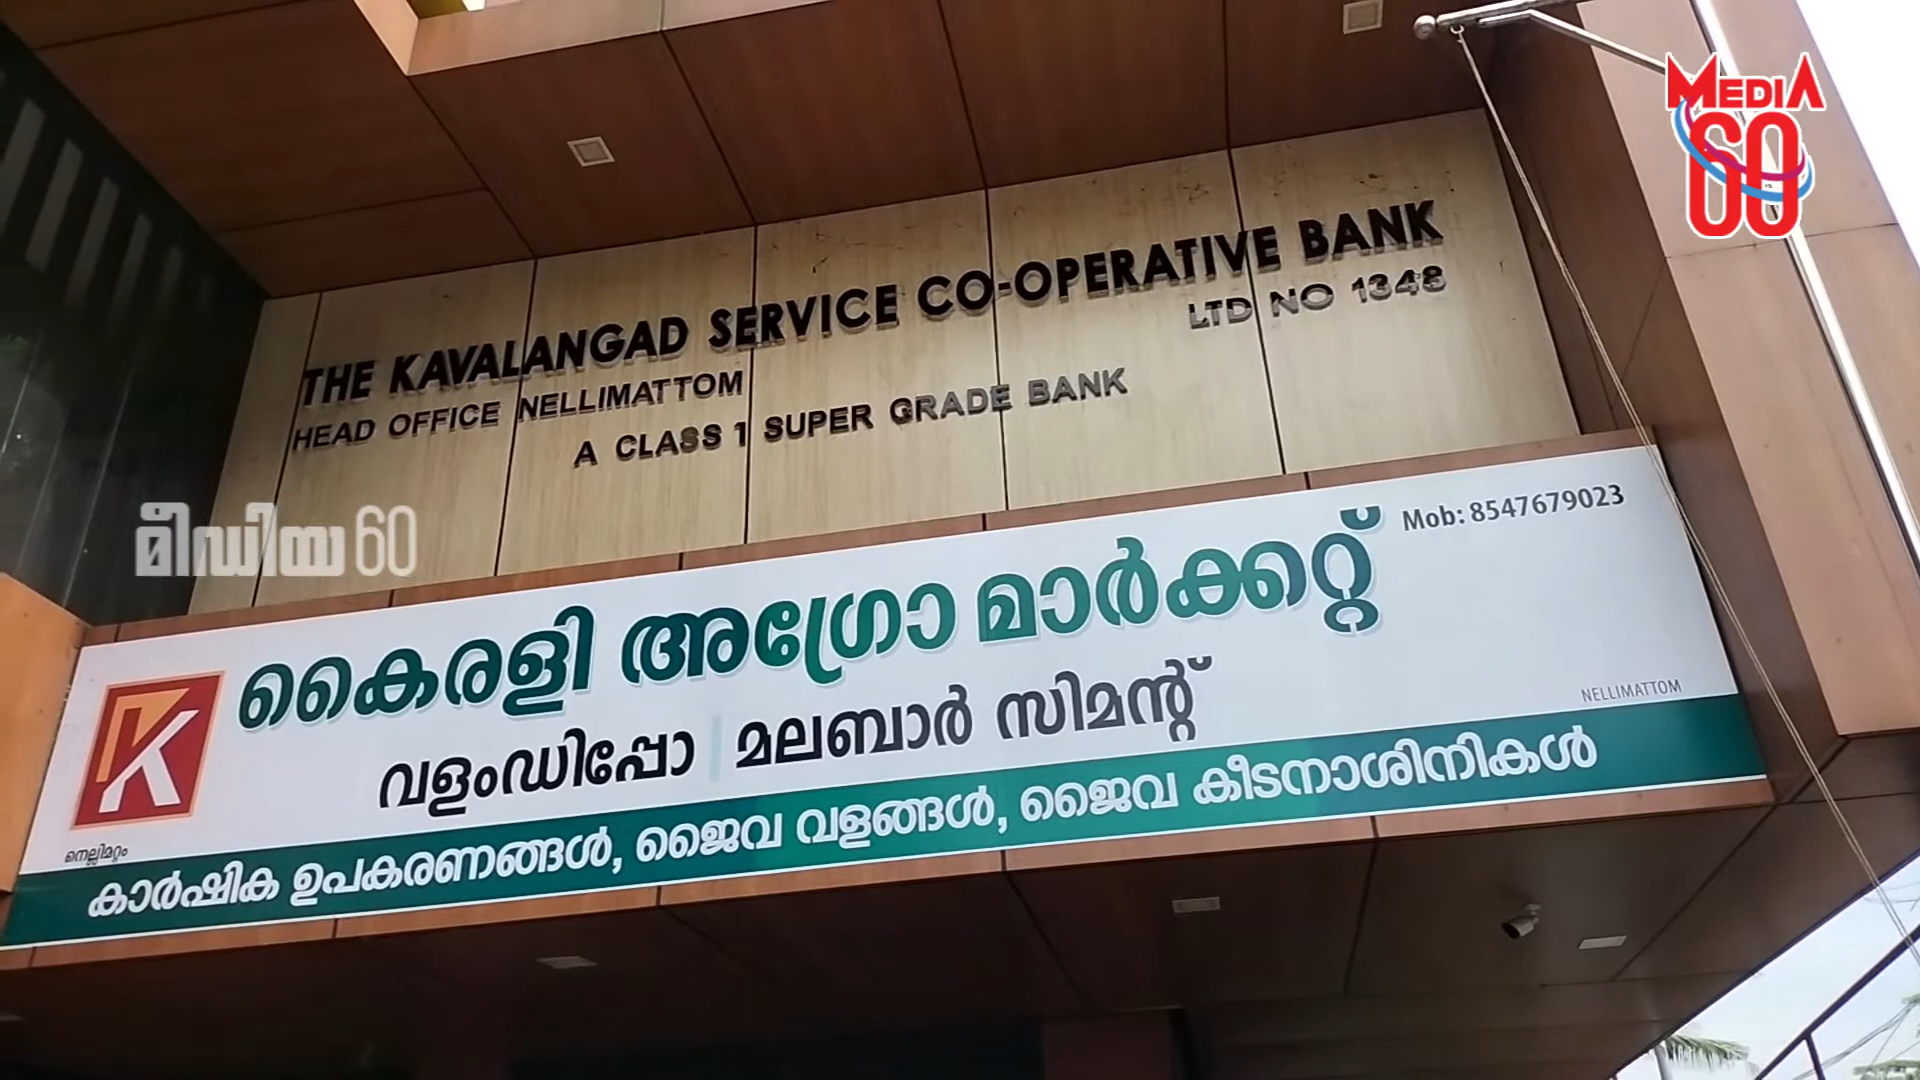 MEDIA
60
THE KAVALANGAD SERVICE CO-OPERATIVE BANK
LTD NO 1348
HEAD OFFICE NELLIMATTOM
A CLASS 1 SUPER GRADE BANK
മീഡിയ 60
Mob: 8547679023
കൈരളി അഗ്രോ മാർക്കറ്റ്
വളംഡിപ്പോ | മലബാർ സിമന്റ്
NELLIMATTOM
K
നെല്ലിമറ്റം
കാർഷിക ഉപകരണങ്ങൾ, ജൈവ വളങ്ങൾ, ജൈവ കീടനാശിനികൾ